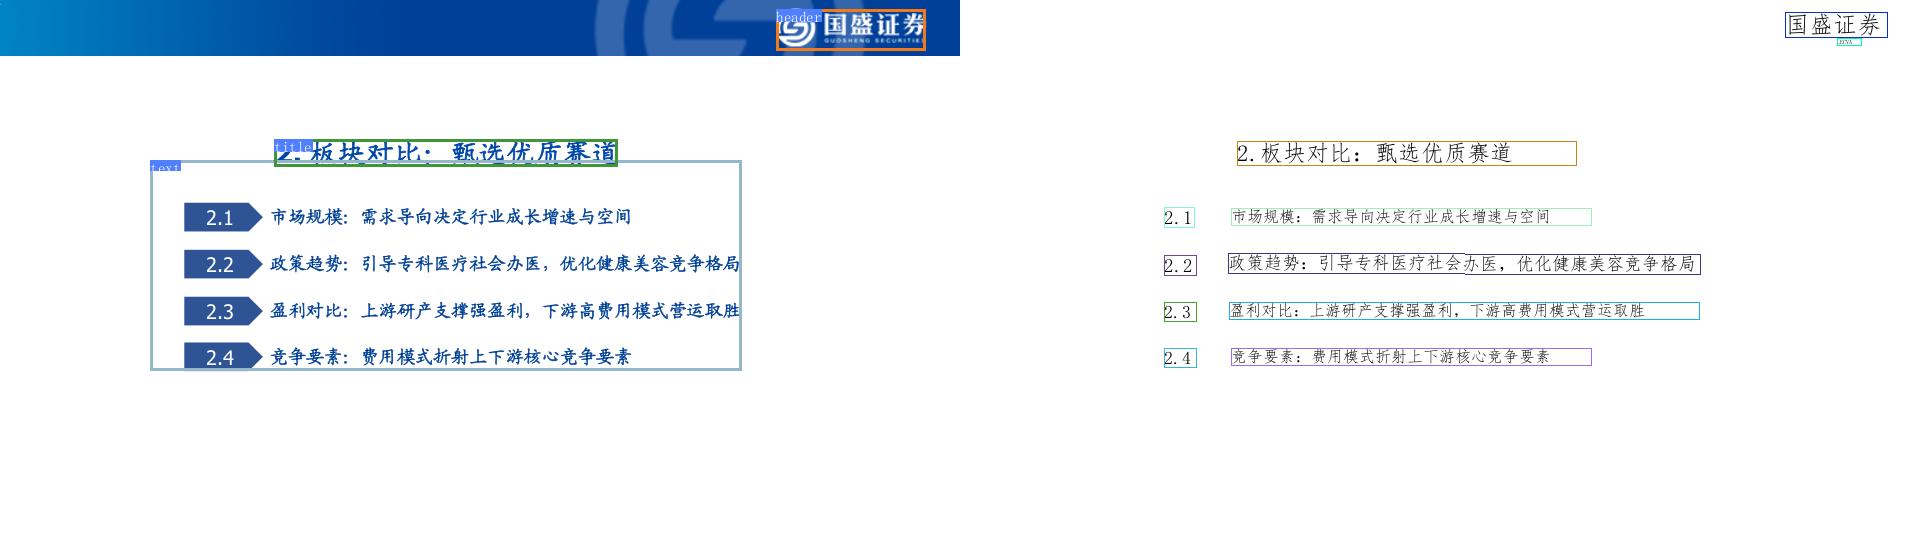 header
国盛证券
GUOSHENG SECURITIES
title
2. 板块对比：甄选优质赛道
text
2.1 市场规模：需求导向决定行业成长增速与空间
2.2 政策趋势：引导专科医疗社会办医，优化健康美容竞争格局
2.3 盈利对比：上游研产支撑强盈利，下游高费用模式营运取胜
2.4 竞争要素：费用模式折射上下游核心竞争要素
国盛证券
2.板块对比：甄选优质赛道
2.1 市场规模：需求导向决定行业成长增速与空间
2.2 政策趋势：引导专科医疗社会办医，优化健康美容竞争格局
2.3 盈利对比：上游研产支撑强盈利，下游高费用模式营运取胜
2.4 竞争要素：费用模式折射上下游核心竞争要素